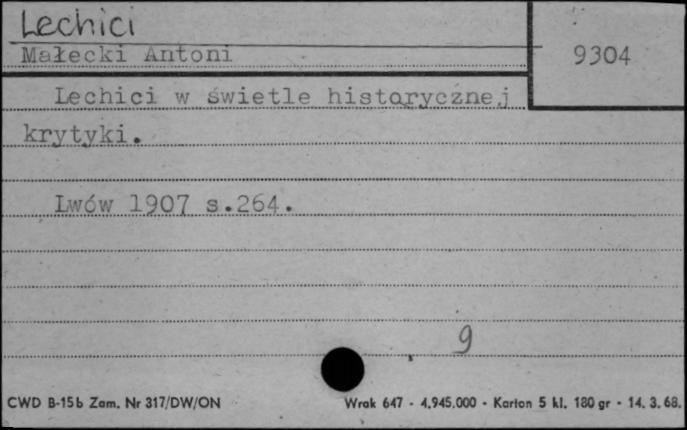 Lechici
Małecki Antoni
9304
Lechici w świetle historycznej
krytyki.
Lwów 1907 s.264.
9
CWD B-15b Zam. Nr 317/DW/ON
Wrak 647 - 4.945.000 - Karton 5 kl. 180 gr - 14. 3. 68.